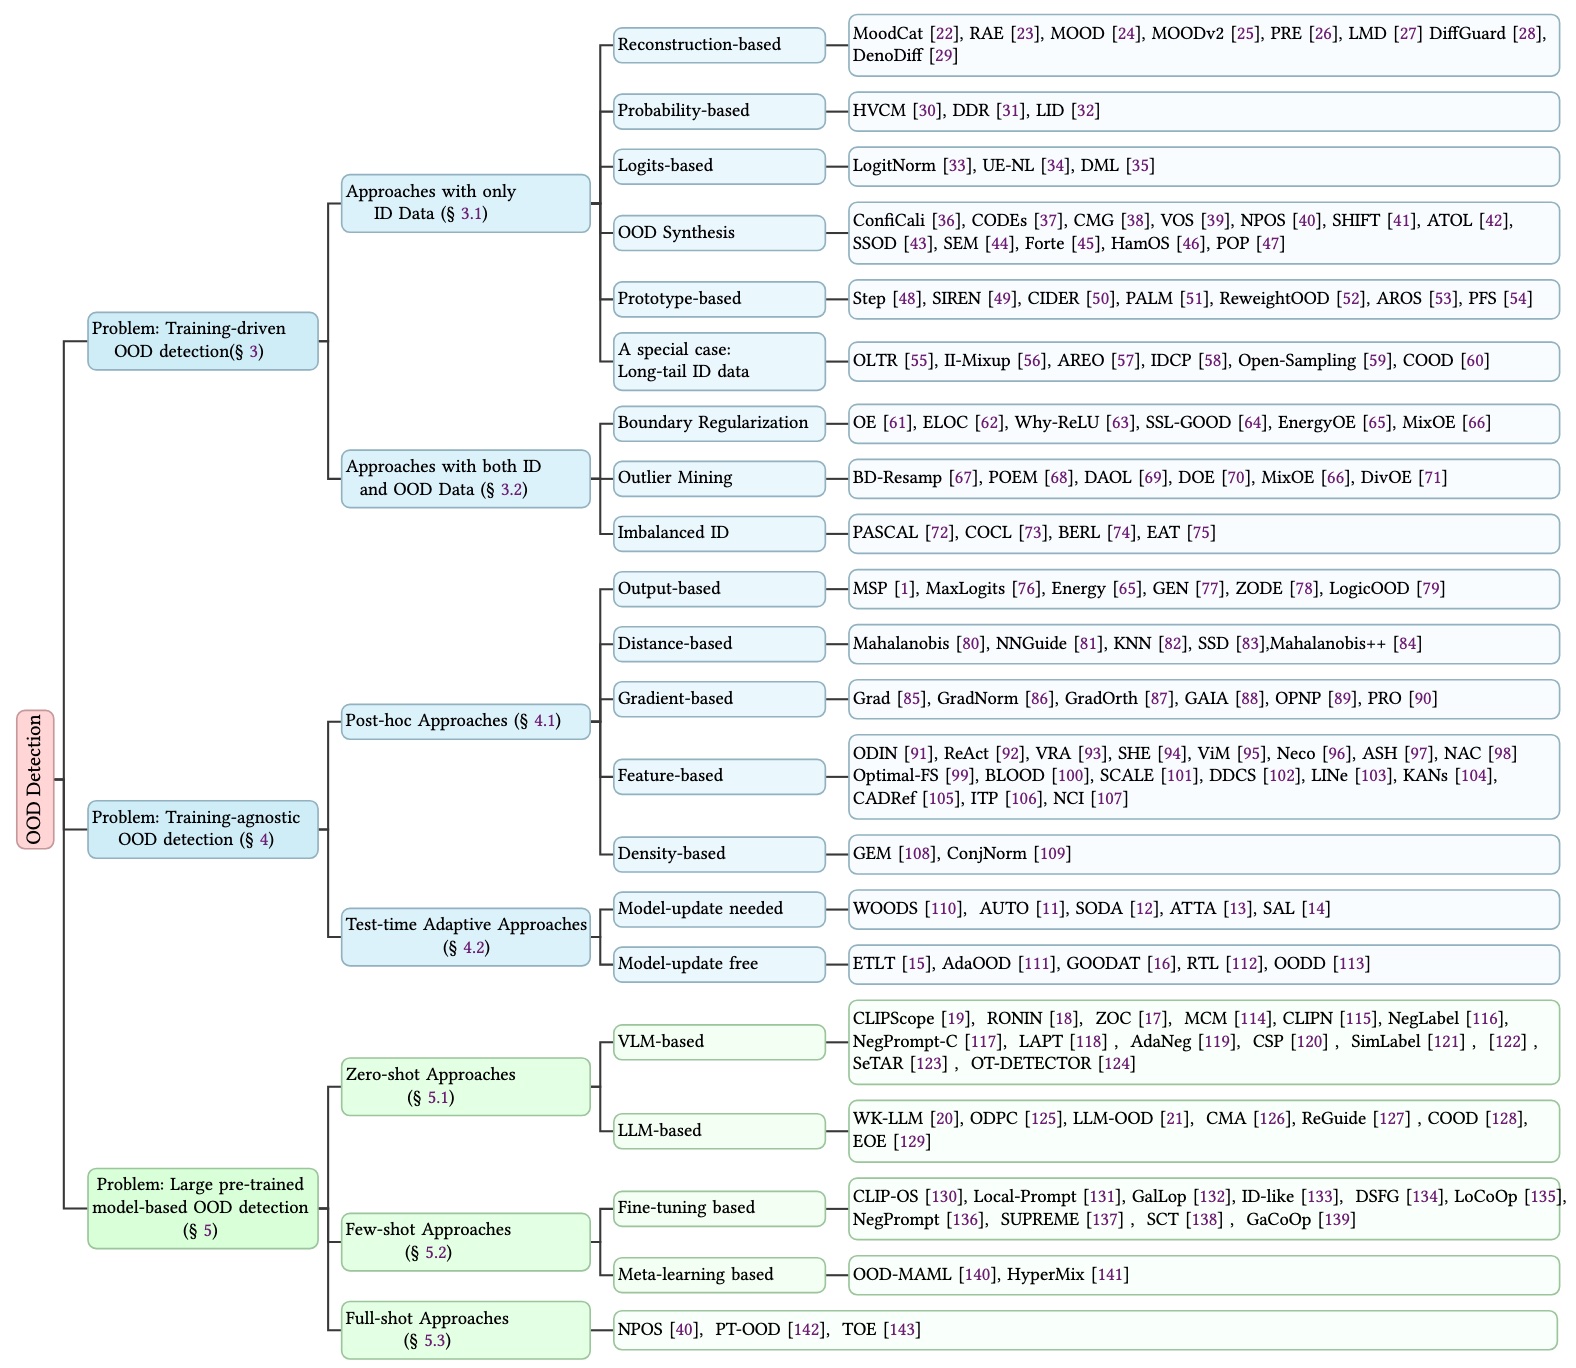 OOD Detection
Problem: Training-driven
OOD detection(§ 3)
Approaches with only
ID Data (§ 3.1)
Reconstruction-based
MoodCat [22], RAE [23], MOOD [24], MOODv2 [25], PRE [26], LMD [27] DiffGuard [28],
DenoDiff [29]
Probability-based
HVCM [30], DDR [31], LID [32]
Logits-based
LogitNorm [33], UE-NL [34], DML [35]
OOD Synthesis
ConfiCali [36], CODEs [37], CMG [38], VOS [39], NPOS [40], SHIFT [41], ATOL [42],
SSOD [43], SEM [44], Forte [45], HamOS [46], POP [47]
Prototype-based
Step [48], SIREN [49], CIDER [50], PALM [51], ReweightOOD [52], AROS [53], PFS [54]
A special case:
Long-tail ID data
OLTR [55], II-Mixup [56], AREO [57], IDCP [58], Open-Sampling [59], COOD [60]
Approaches with both ID
and OOD Data (§ 3.2)
Boundary Regularization
OE [61], ELOC [62], Why-ReLU [63], SSL-GOOD [64], EnergyOE [65], MixOE [66]
Outlier Mining
BD-Resamp [67], POEM [68], DAOL [69], DOE [70], MixOE [66], DivOE [71]
Imbalanced ID
PASCAL [72], COCL [73], BERL [74], EAT [75]
Problem: Training-agnostic
OOD detection (§ 4)
Post-hoc Approaches (§ 4.1)
Output-based
MSP [1], MaxLogits [76], Energy [65], GEN [77], ZODE [78], LogicOOD [79]
Distance-based
Mahalanobis [80], NNGuide [81], KNN [82], SSD [83],Mahalanobis++ [84]
Gradient-based
Grad [85], GradNorm [86], GradOrth [87], GAIA [88], OPNP [89], PRO [90]
Feature-based
ODIN [91], ReAct [92], VRA [93], SHE [94], ViM [95], Neco [96], ASH [97], NAC [98]
Optimal-FS [99], BLOOD [100], SCALE [101], DDCS [102], LINe [103], KANs [104],
CADRef [105], ITP [106], NCI [107]
Density-based
GEM [108], ConjNorm [109]
Test-time Adaptive Approaches
(§ 4.2)
Model-update needed
WOODS [110], AUTO [11], SODA [12], ATTA [13], SAL [14]
Model-update free
ETLT [15], AdaOOD [111], GOODAT [16], RTL [112], OODD [113]
Problem: Large pre-trained
model-based OOD detection
(§ 5)
Zero-shot Approaches
(§ 5.1)
VLM-based
CLIPScope [19], RONIN [18], ZOC [17], MCM [114], CLIPN [115], NegLabel [116],
NegPrompt-C [117], LAPT [118] , AdaNeg [119], CSP [120] , SimLabel [121] , [122] ,
SeTAR [123] , OT-DETECTOR [124]
LLM-based
WK-LLM [20], ODPC [125], LLM-OOD [21], CMA [126], ReGuide [127] , COOD [128],
EOE [129]
Few-shot Approaches
(§ 5.2)
Fine-tuning based
CLIP-OS [130], Local-Prompt [131], GalLop [132], ID-like [133], DSFG [134], LoCoOp [135],
NegPrompt [136], SUPREME [137] , SCT [138] , GaCoOp [139]
Meta-learning based
OOD-MAML [140], HyperMix [141]
Full-shot Approaches
(§ 5.3)
NPOS [40], PT-OOD [142], TOE [143]